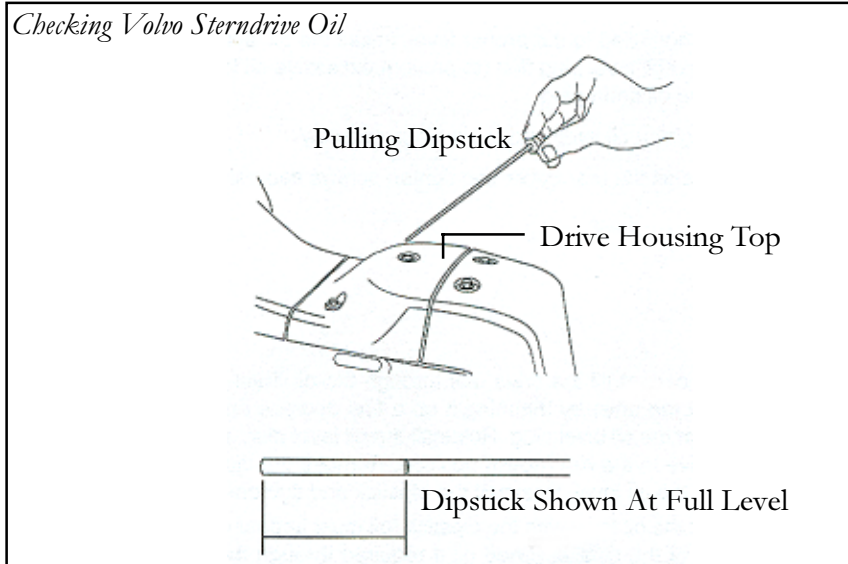 Checking Volvo Sterndrive Oil
Pulling Dipstick
Drive Housing Top
Dipstick Shown At Full Level